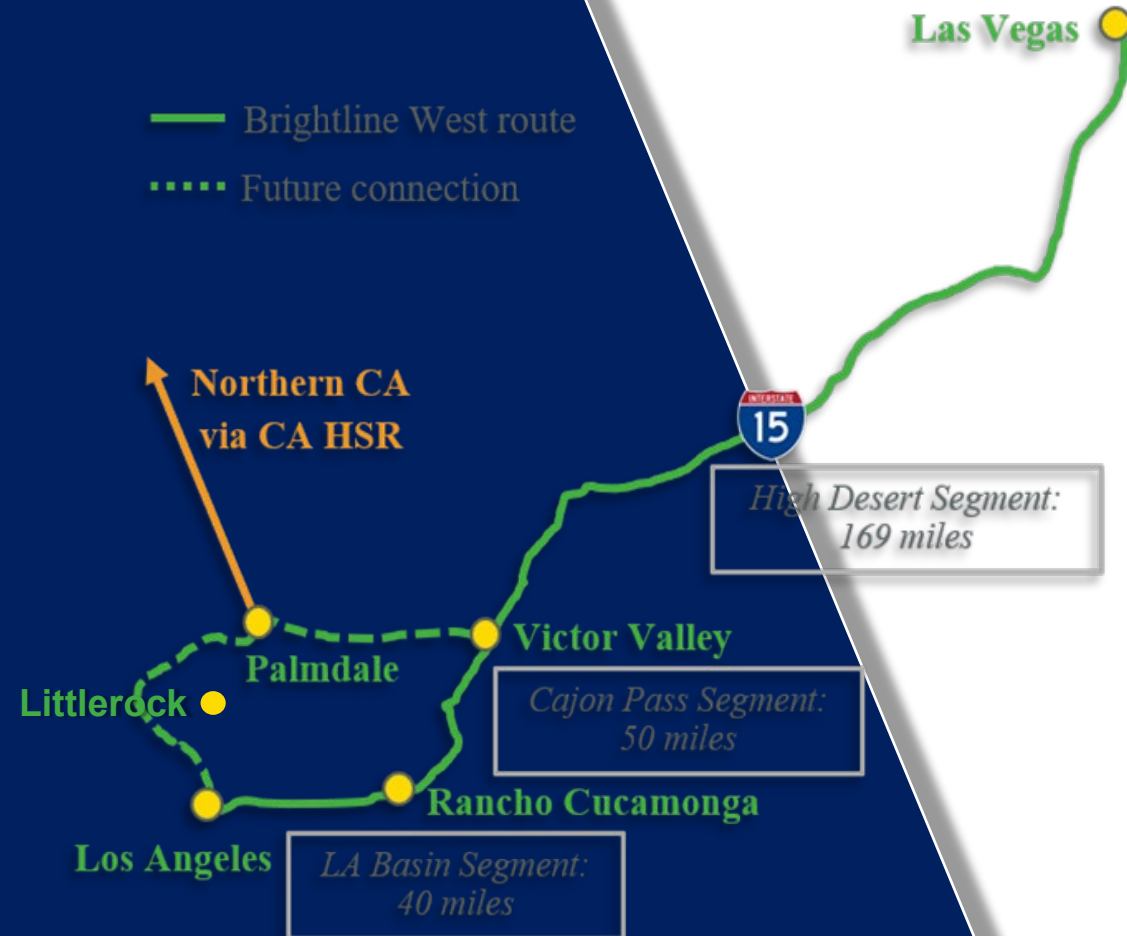 Las Vegas
Brightline West route
Future connection
Northern CA
via CA HSR
INTERSTATE
15
High Desert Segment:
169 miles
Victor Valley
Palmdale
Littlerock
Cajon Pass Segment:
50 miles
Rancho Cucamonga
Los Angeles
LA Basin Segment:
40 miles